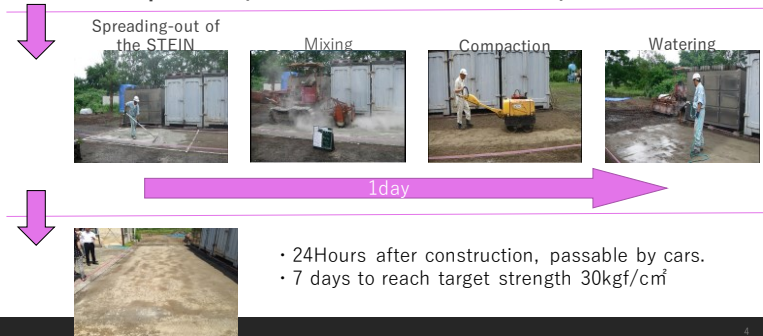 Spreading-out of
the STEIN
Mixing
Compaction
Watering
1day
・24Hours after construction, passable by cars.
・7 days to reach target strength 30kgf/c㎡
4